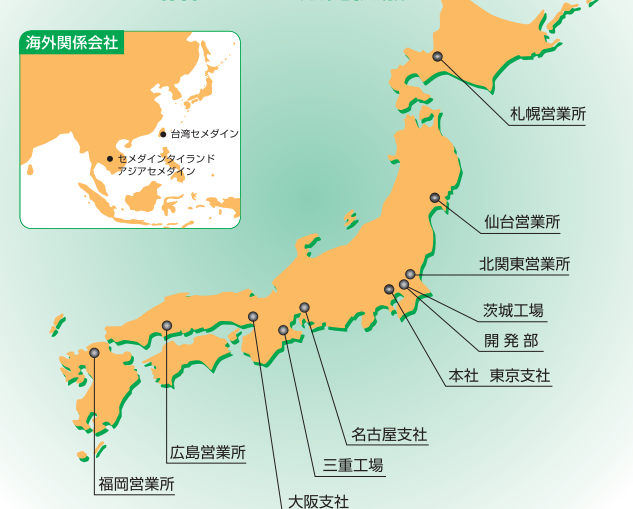 海外関係会社
台湾セメダイン
セメダインタイランド
アジアセメダイン
札幌営業所
仙台営業所
北関東営業所
茨城工場
開発部
本社 東京支社
名古屋支社
三重工場
大阪支社
広島営業所
福岡営業所